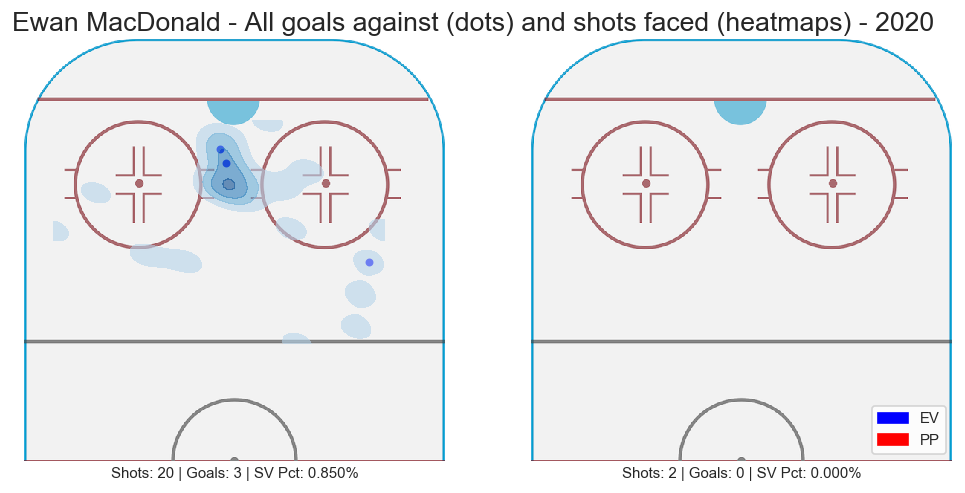 Ewan MacDonald - All goals against (dots) and shots faced (heatmaps) - 2020
EV
PP
Shots: 20 | Goals: 3 | SV Pct: 0.850%
Shots: 2 | Goals: 0 | SV Pct: 0.000%